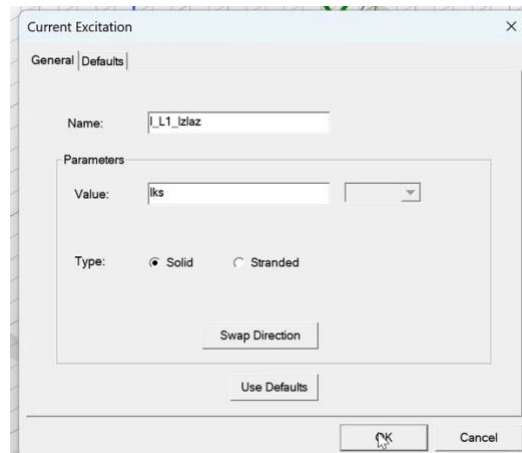 Current Excitation
General Defaults
Name: I_L1_Izlaz
Parameters
Value: Iks
Type: Solid Stranded
Swap Direction
Use Defaults
OK Cancel